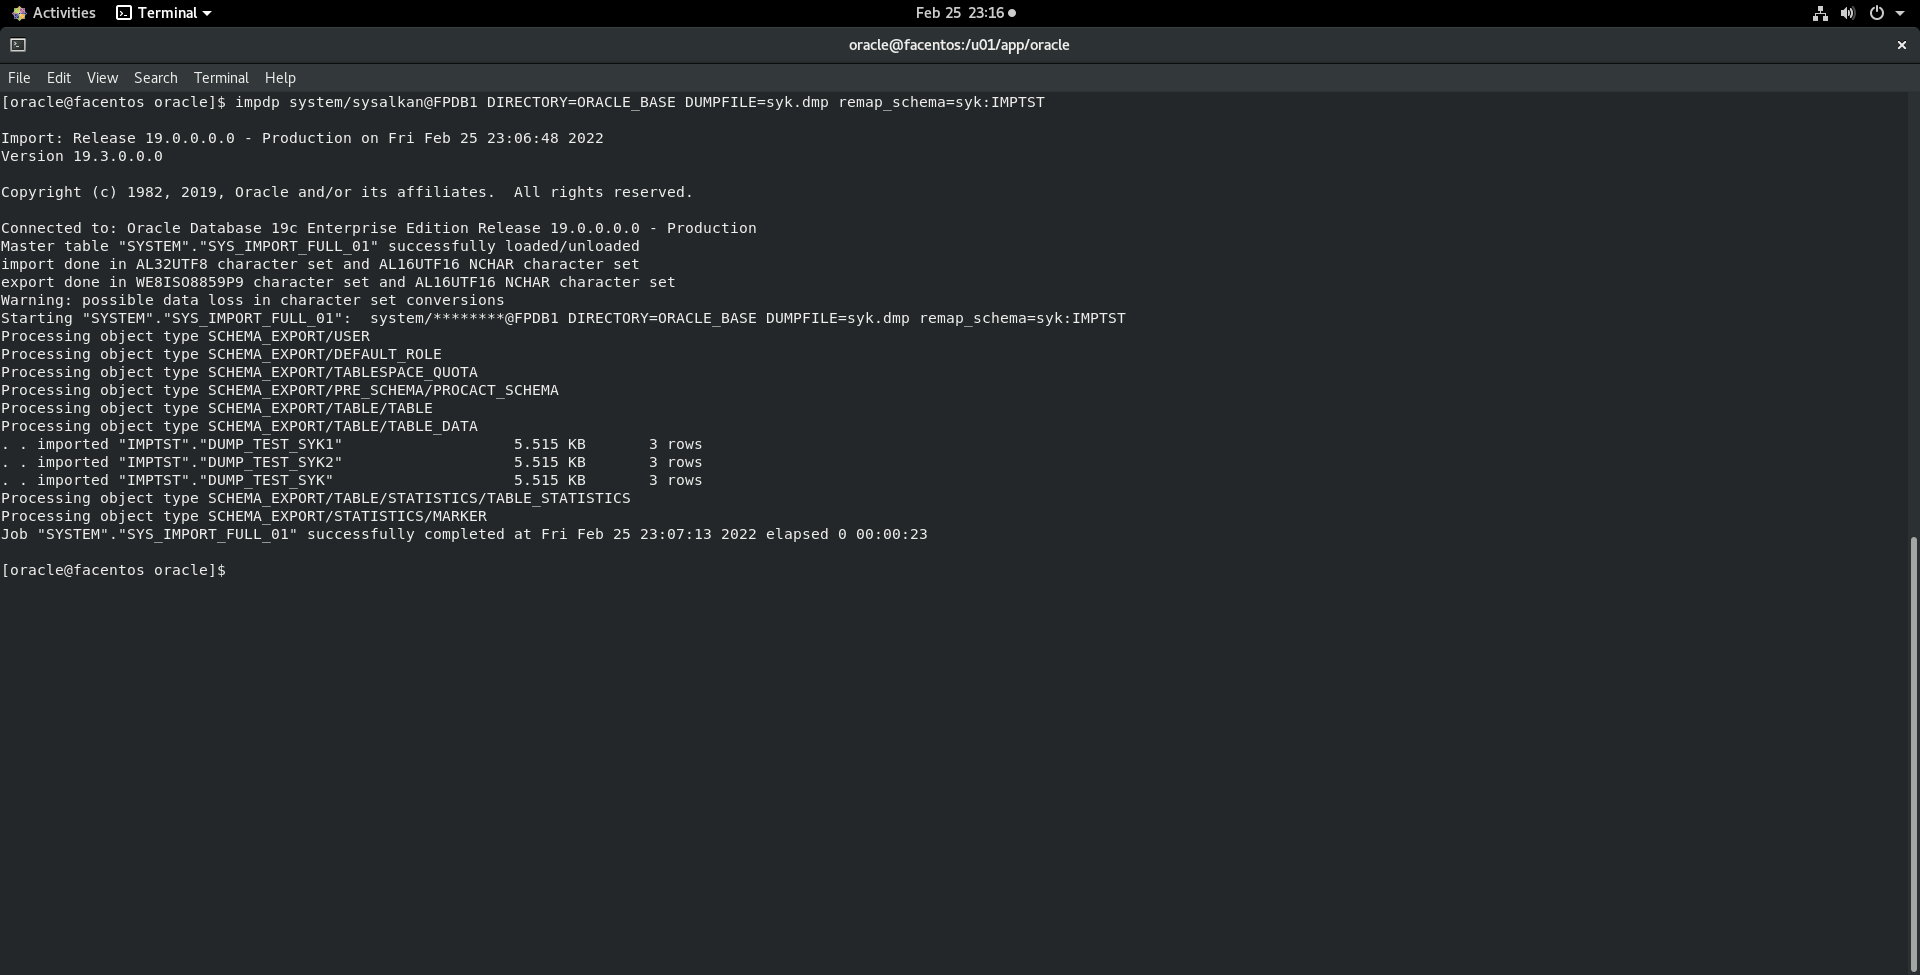 Activities Terminal Feb 25 23:16
oracle@facentos:/u01/app/oracle
File Edit View Search Terminal Help
[oracle@facentos oracle]$ impdp system/sysalkan@FPDB1 DIRECTORY=ORACLE_BASE DUMPFILE=syk.dmp remap_schema=syk:IMPTST
Import: Release 19.0.0.0.0 - Production on Fri Feb 25 23:06:48 2022
Version 19.3.0.0.0
Copyright (c) 1982, 2019, Oracle and/or its affiliates.  All rights reserved.
Connected to: Oracle Database 19c Enterprise Edition Release 19.0.0.0.0 - Production
Master table "SYSTEM"."SYS_IMPORT_FULL_01" successfully loaded/unloaded
import done in AL32UTF8 character set and AL16UTF16 NCHAR character set
export done in WE8ISO8859P9 character set and AL16UTF16 NCHAR character set
Warning: possible data loss in character set conversions
Starting "SYSTEM"."SYS_IMPORT_FULL_01":  system/********@FPDB1 DIRECTORY=ORACLE_BASE DUMPFILE=syk.dmp remap_schema=syk:IMPTST
Processing object type SCHEMA_EXPORT/USER
Processing object type SCHEMA_EXPORT/DEFAULT_ROLE
Processing object type SCHEMA_EXPORT/TABLESPACE_QUOTA
Processing object type SCHEMA_EXPORT/PRE_SCHEMA/PROCACT_SCHEMA
Processing object type SCHEMA_EXPORT/TABLE/TABLE
Processing object type SCHEMA_EXPORT/TABLE/TABLE_DATA
. . imported "IMPTST"."DUMP_TEST_SYK1"                   5.515 KB       3 rows
. . imported "IMPTST"."DUMP_TEST_SYK2"                   5.515 KB       3 rows
. . imported "IMPTST"."DUMP_TEST_SYK"                    5.515 KB       3 rows
Processing object type SCHEMA_EXPORT/TABLE/STATISTICS/TABLE_STATISTICS
Processing object type SCHEMA_EXPORT/STATISTICS/MARKER
Job "SYSTEM"."SYS_IMPORT_FULL_01" successfully completed at Fri Feb 25 23:07:13 2022 elapsed 0 00:00:23
[oracle@facentos oracle]$